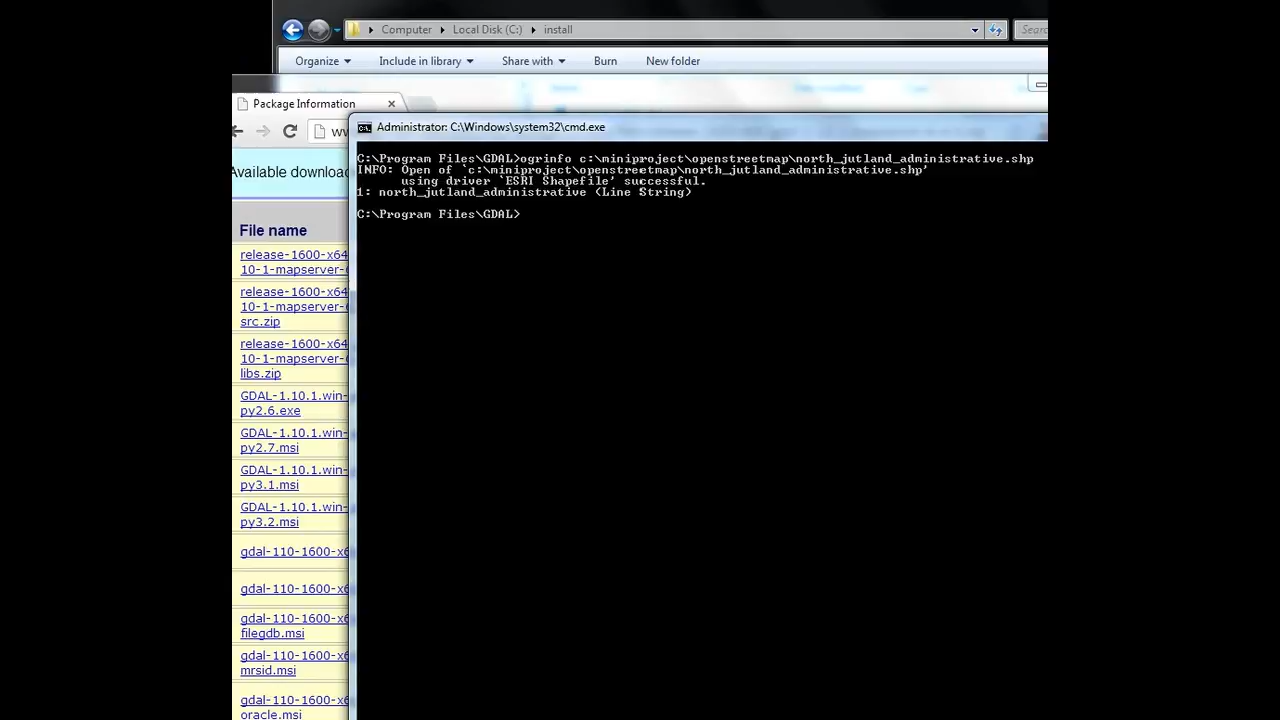 Computer
Local Disk (C:)
install
Organize
Include in library
Share with
Burn
New folder
Package Information
Administrator: C:\Windows\system32\cmd.exe
Available
File name
release-1600-x64
10-1-mapserver-
release-1600-x64
10-1-mapserver-
src.zip
release-1600-x64
10-1-mapserver-
libs.zip
GDAL-1.10.1.win-
py2.6.exe
GDAL-1.10.1.win-
py2.7.msi
GDAL-1.10.1.win-
py3.1.msi
GDAL-1.10.1.win-
py3.2.msi
gdal-110-1600-x6
gdal-110-1600-x6
gdal-110-1600-x6
filegdb.msi
gdal-110-1600-x6
mrsid.msi
gdal-110-1600-x6
oracle.msi
C:\Program Files\GDAL>ogrinfo c:\miniproject\openstreetmap\north_jutland_administrative.shp
INFO: Open of `c:\miniproject\openstreetmap\north_jutland_administrative.shp'
using driver `ESRI Shapefile' successful.
1: north_jutland_administrative (Line String)
C:\Program Files\GDAL>